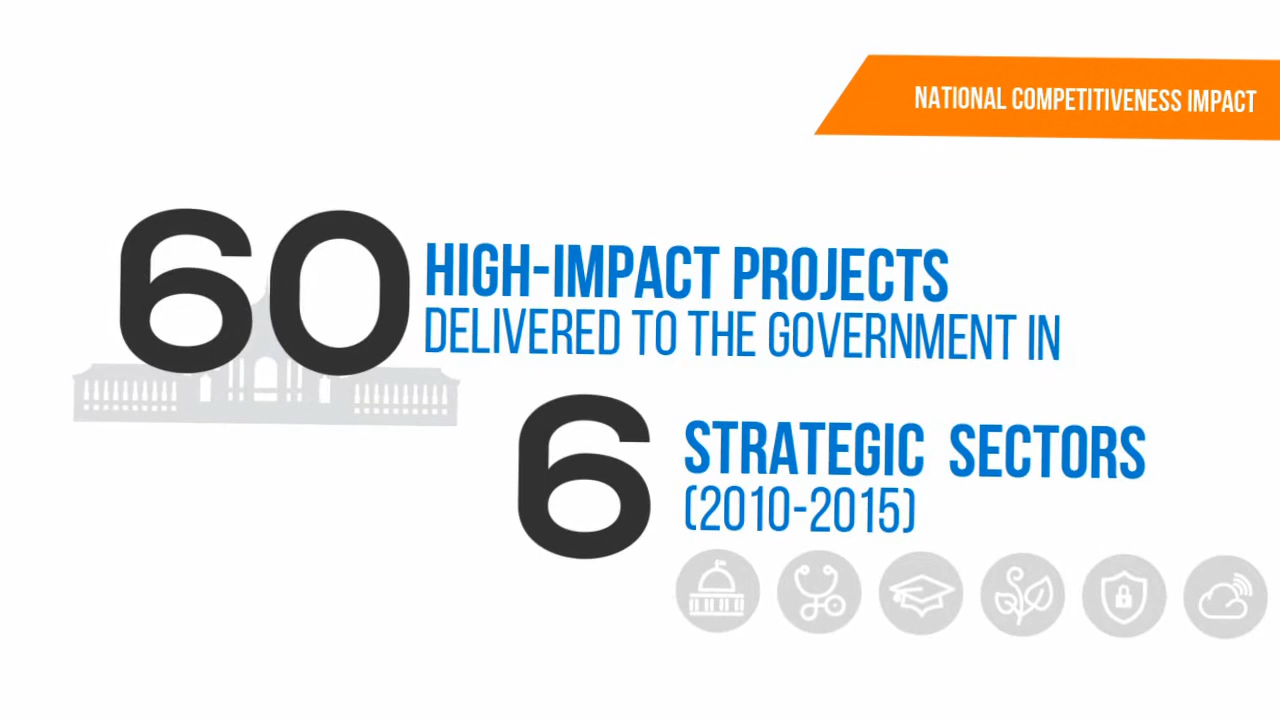 NATIONAL COMPETITIVENESS IMPACT
60 HIGH-IMPACT PROJECTS
DELIVERED TO THE GOVERNMENT IN
6 STRATEGIC SECTORS
(2010-2015)